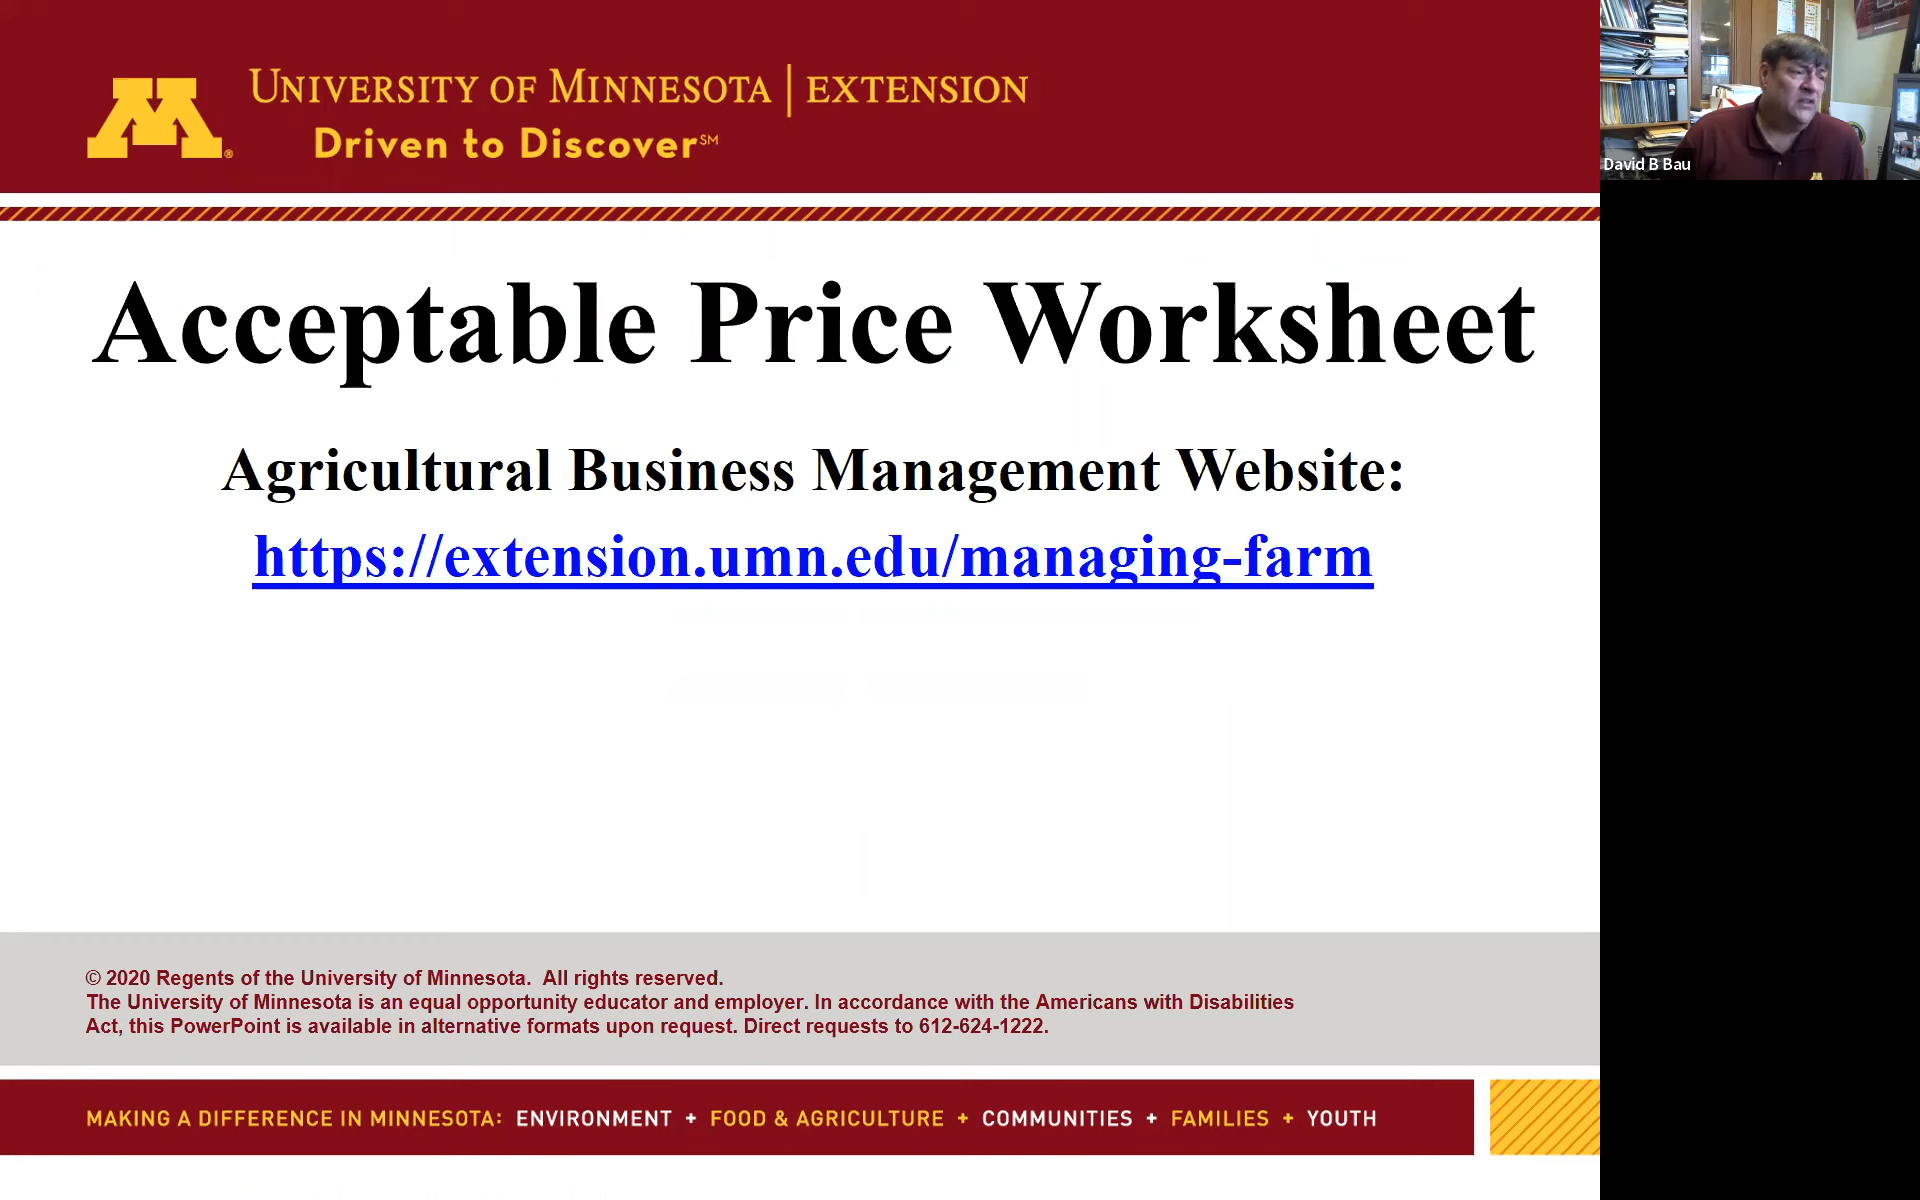 UNIVERSITY OF MINNESOTA | EXTENSION
Driven to Discover℠
M®
David B Bau
Acceptable Price Worksheet
Agricultural Business Management Website:
https://extension.umn.edu/managing-farm
© 2020 Regents of the University of Minnesota.  All rights reserved.
The University of Minnesota is an equal opportunity educator and employer. In accordance with the Americans with Disabilities
Act, this PowerPoint is available in alternative formats upon request. Direct requests to 612-624-1222.
MAKING A DIFFERENCE IN MINNESOTA: ENVIRONMENT + FOOD & AGRICULTURE + COMMUNITIES + FAMILIES + YOUTH